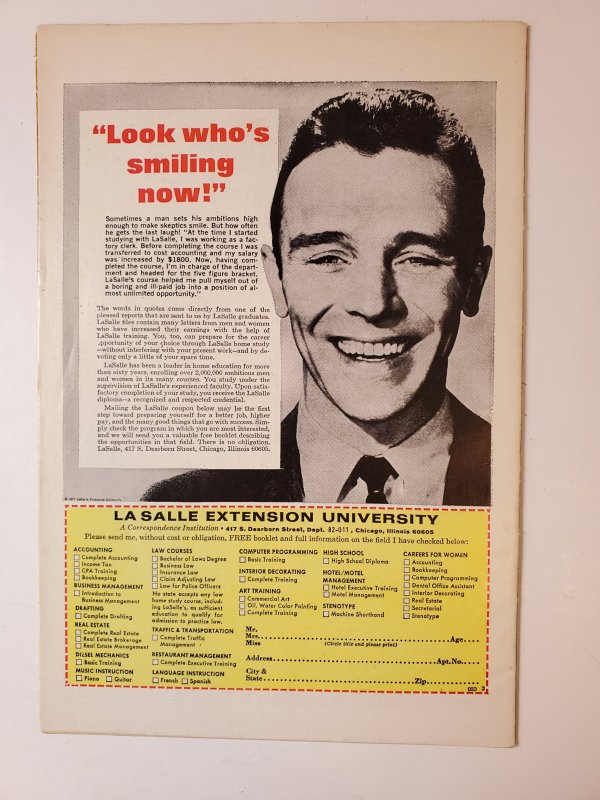 “Look who’s
smiling
now!”
Sometimes a man sets his ambitions high
enough to make skeptics smile. But how often
he gets the last laugh! “At the time I started
studying with LaSalle, I was working as a fac-
tory clerk. Before completing the course I was
transferred to cost accounting and my salary
was increased by $1800. Now, having com-
pleted the course, I’m in charge of the depart-
ment and headed for the five figure bracket.
LaSalle’s course helped me pull myself out of
a boring and ill-paid job into a position of al-
most unlimited opportunity.”
The words in quotes come directly from one of the
pleased reports that are sent to us by LaSalle graduates.
LaSalle files contain many letters from men and women
who have increased their earnings with the help of
LaSalle training. You, too, can prepare for the career
opportunity of your choice through LaSalle home study
—without interfering with your present work—and by de-
voting only a little of your spare time.
LaSalle has been a leader in home education for more
than sixty years, enrolling over 2,000,000 ambitious men
and women in its many courses. You study under the
supervision of LaSalle’s experienced faculty. Upon satis-
factory completion of your study, you receive the LaSalle
diploma—a recognized and respected credential.
Mailing the LaSalle coupon below may be the first
step toward preparing yourself for a better job, higher
pay, and the many good things that go with success. Sim-
ply check the program in which you are most interested,
and we will send you a valuable free booklet describing
the opportunities in that field. There is no obligation.
LaSalle, 417 S. Dearborn Street, Chicago, Illinois 60605.
© 1971 LaSalle Extension University
LA SALLE EXTENSION UNIVERSITY
A Correspondence Institution • 417 S. Dearborn Street, Dept. 82-011, Chicago, Illinois 60605
Please send me, without cost or obligation, FREE booklet and full information on the field I have checked below:
ACCOUNTING
Complete Accounting
Income Tax
CPA Training
Bookkeeping
BUSINESS MANAGEMENT
Introduction to
Business Management
DRAFTING
Complete Drafting
REAL ESTATE
Complete Real Estate
Real Estate Brokerage
Real Estate Management
DIESEL MECHANICS
Basic Training
MUSIC INSTRUCTION
Piano Guitar
LAW COURSES
Bachelor of Laws Degree
Business Law
Insurance Law
Claim Adjusting Law
Law for Police Officers
No state accepts any law
home study course, includ-
ing LaSalle’s, as sufficient
education to qualify for
admission to practice law.
TRAFFIC & TRANSPORTATION
Complete Traffic
Management
RESTAURANT MANAGEMENT
Complete Executive Training
LANGUAGE INSTRUCTION
French Spanish
COMPUTER PROGRAMMING
Basic Training
INTERIOR DECORATING
Complete Training
ART TRAINING
Commercial Art
Oil, Water Color Painting
Complete Training
HIGH SCHOOL
High School Diploma
HOTEL/MOTEL
MANAGEMENT
Hotel Executive Training
Motel Management
STENOTYPE
Machine Shorthand
CAREERS FOR WOMEN
Accounting
Bookkeeping
Computer Programming
Dental Office Assistant
Interior Decorating
Real Estate
Secretarial
Stenotype
Mr.
Mrs. Age
Miss (Circle title and please print)
Address Apt.No.
City &
State Zip
3